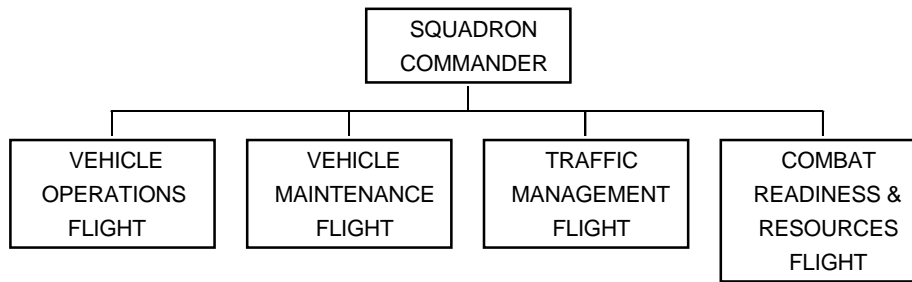 SQUADRON
COMMANDER
VEHICLE
OPERATIONS
FLIGHT
VEHICLE
MAINTENANCE
FLIGHT
TRAFFIC
MANAGEMENT
FLIGHT
COMBAT
READINESS &
RESOURCES
FLIGHT